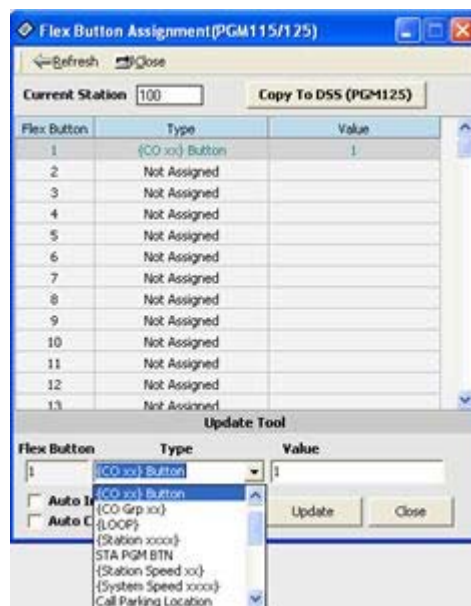 Flex Button Assignment(PGM115/125)
Refresh Close
Current Station 100 Copy To DSS (PGM125)
Flex Button Type Value
1 {CO xx} Button 1
2 Not Assigned
3 Not Assigned
4 Not Assigned
5 Not Assigned
6 Not Assigned
7 Not Assigned
8 Not Assigned
9 Not Assigned
10 Not Assigned
11 Not Assigned
12 Not Assigned
13 Not Assigned
Update Tool
Flex Button Type Value
1 {CO xx} Button 1
Auto I
Auto C
{CO xx} Button
{CO Grp xx}
{LOOP}
{Station xxxx}
STA PGM BTN
{Station Speed xx}
{System Speed xxxx}
Call Parking Location
Update Close